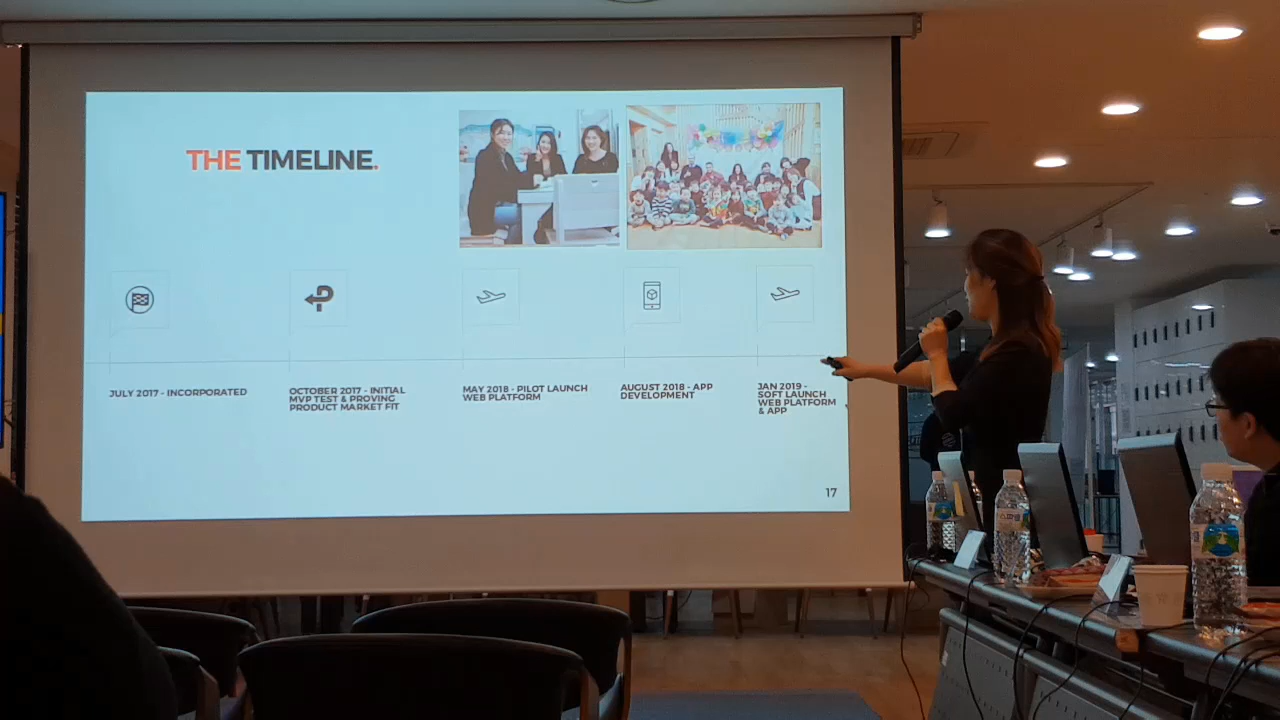 THE TIMELINE.
JULY 2017 - INCORPORATED
OCTOBER 2017 - INITIAL
MVP TEST & PROVING
PRODUCT MARKET FIT
MAY 2018 - PILOT LAUNCH
WEB PLATFORM
AUGUST 2018 - APP
DEVELOPMENT
JAN 2019 -
SOFT LAUNCH
WEB PLATFORM
& APP
17